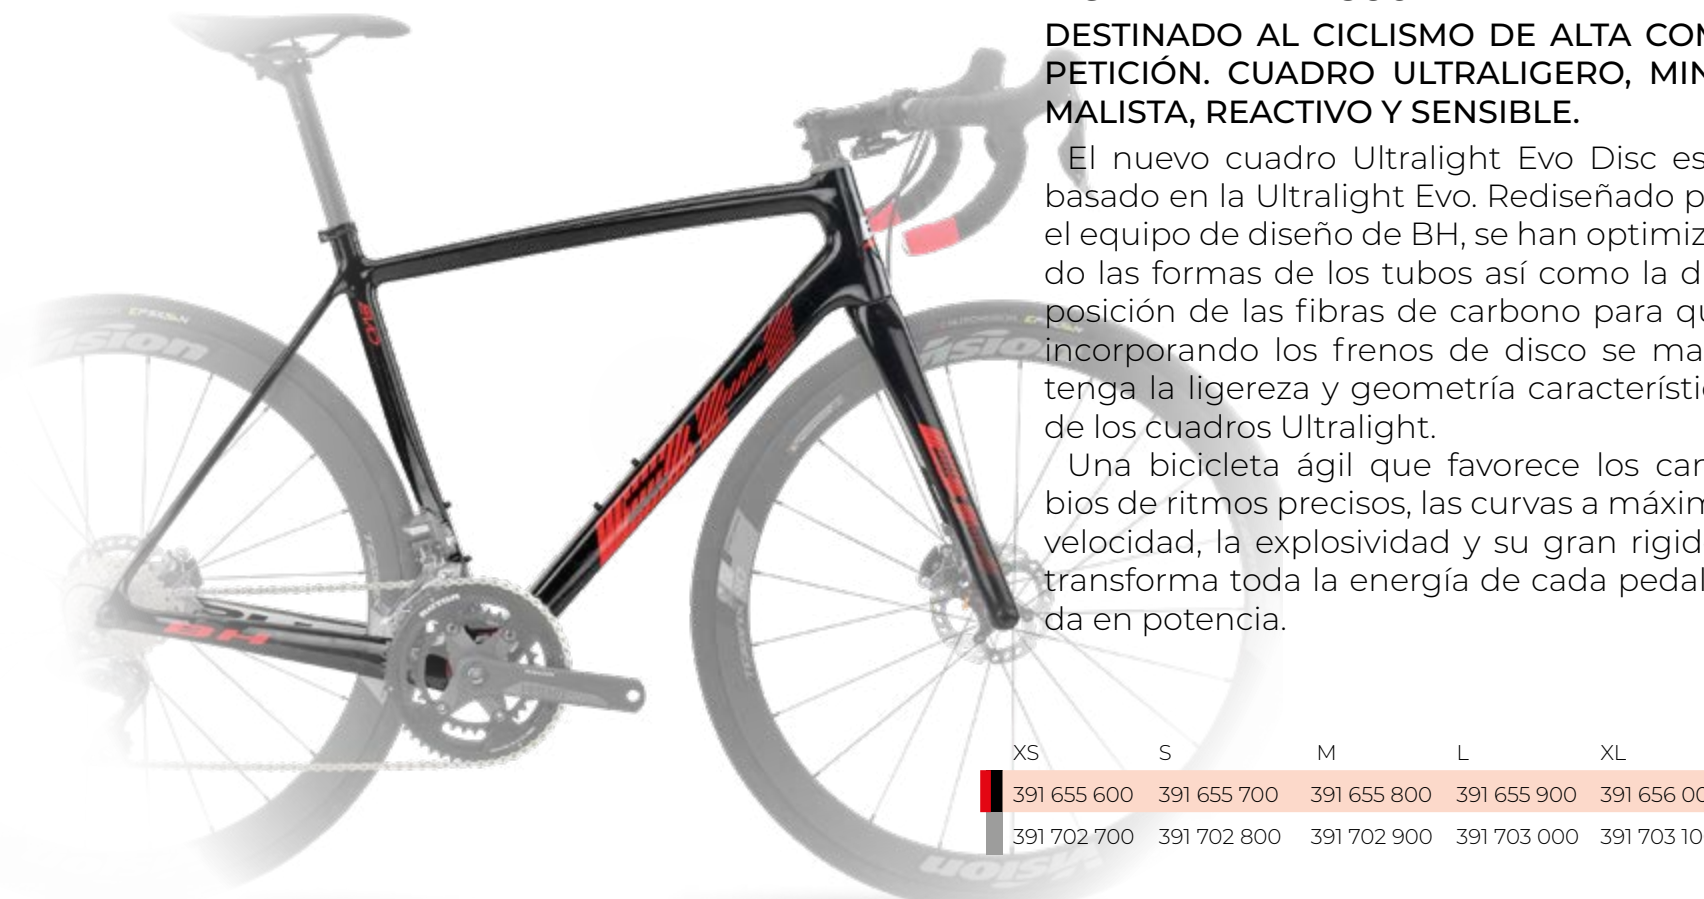 DESTINADO AL CICLISMO DE ALTA COM
PETICIÓN. CUADRO ULTRALIGERO, MIN
MALISTA, REACTIVO Y SENSIBLE.
El nuevo cuadro Ultralight Evo Disc es
basado en la Ultralight Evo. Rediseñado p
el equipo de diseño de BH, se han optimiz
do las formas de los tubos así como la d
posición de las fibras de carbono para qu
incorporando los frenos de disco se ma
tenga la ligereza y geometría característic
de los cuadros Ultralight.
Una bicicleta ágil que favorece los cam
bios de ritmos precisos, las curvas a máxim
velocidad, la explosividad y su gran rigid
transforma toda la energía de cada pedal
da en potencia.
XS S M L XL
391 655 600 391 655 700 391 655 800 391 655 900 391 656 00
391 702 700 391 702 800 391 702 900 391 703 000 391 703 10
EVO
BH
ROTOR
vision